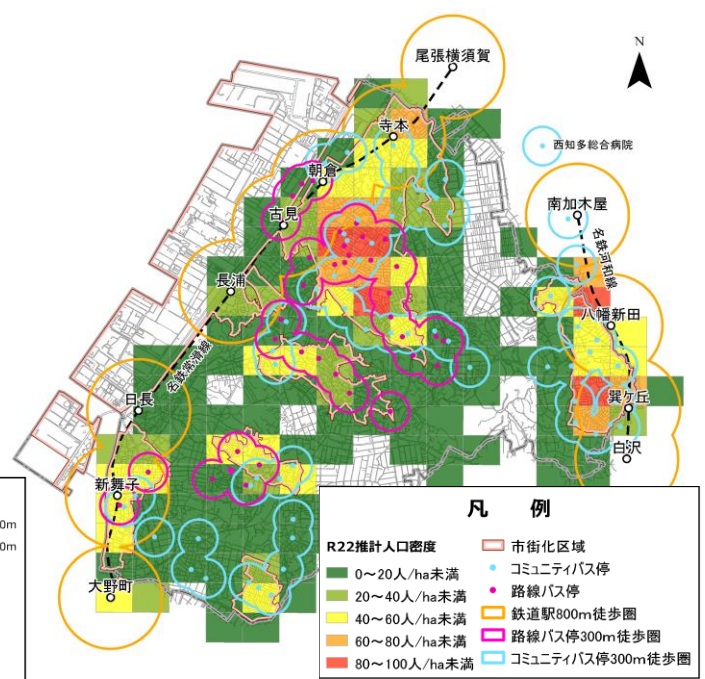 N
尾張横須賀
寺本
西知多総合病院
朝倉
南加木屋
古見
名鉄河和線
長浦
八幡新田
名鉄常滑線
日長
巽ケ丘
白沢
新舞子
0m
0m
大野町
凡 例
R22推計人口密度
0～20人/ha未満
20～40人/ha未満
40～60人/ha未満
60～80人/ha未満
80～100人/ha未満
市街化区域
コミュニティバス停
路線バス停
鉄道駅800m徒歩圏
路線バス停300m徒歩圏
コミュニティバス停300m徒歩圏